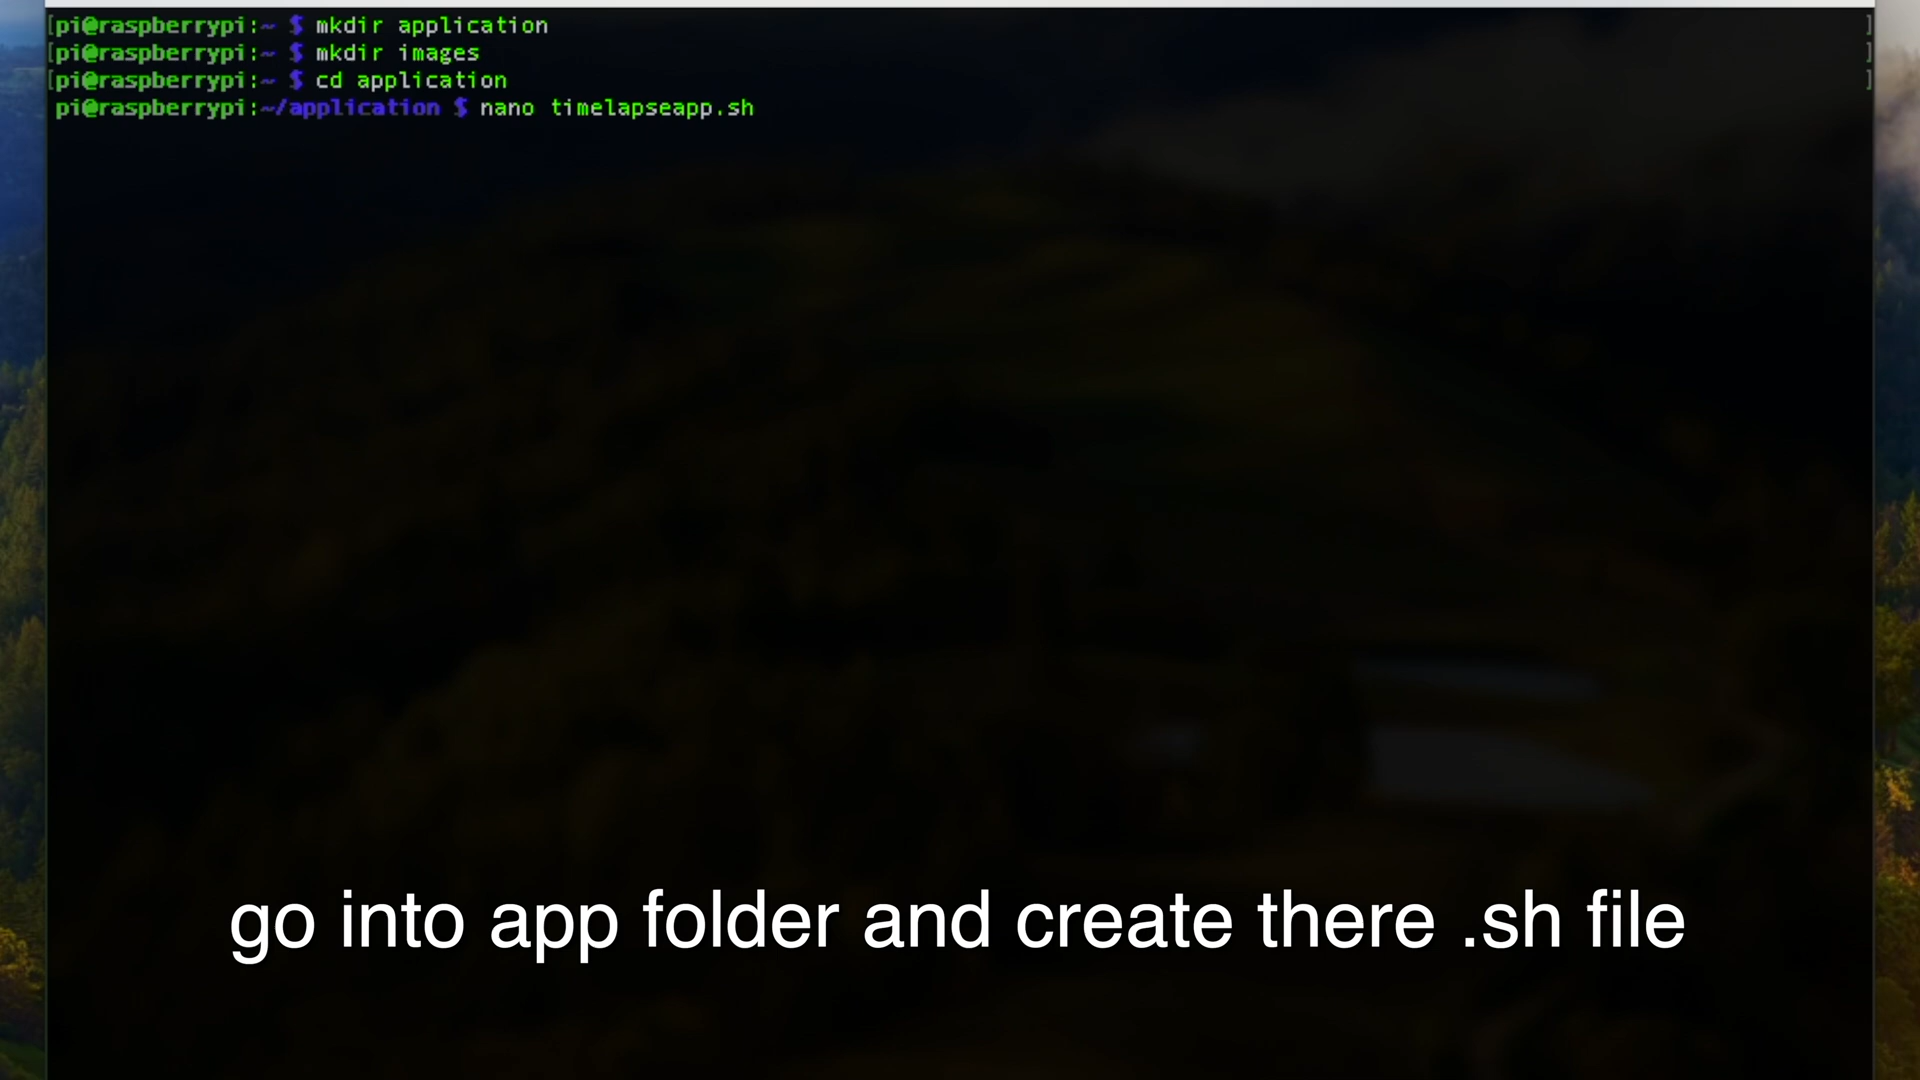 [pi@raspberrypi:~ $ mkdir application ]
[pi@raspberrypi:~ $ mkdir images ]
[pi@raspberrypi:~ $ cd application ]
pi@raspberrypi:~/application $ nano timelapseapp.sh
go into app folder and create there .sh file